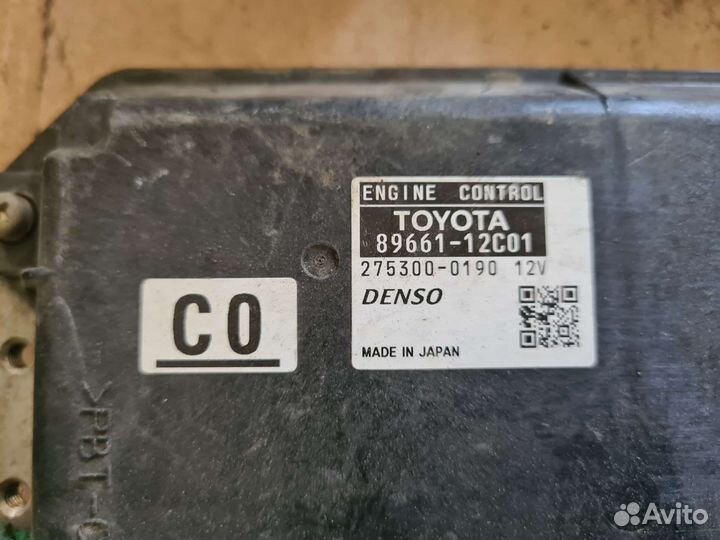 ENGINE CONTROL
TOYOTA
89661-12C01
275300-0190 12V
DENSO
MADE IN JAPAN
C0
>PBT-
Avito